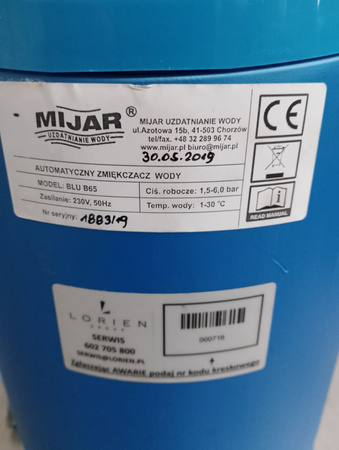 MIJAR®
UZDATNIANIE WODY
MIJAR UZDATNIANIE WODY
ul.Azotowa 15b, 41-503 Chorzów
tel/fax. +48 32 289 96 74
www.mijar.pl biuro@mijar.pl
30.05.2019
AUTOMATYCZNY ZMIĘKCZACZ WODY
MODEL: BLU B65
Ciś. robocze: 1,5-6,0 bar
Zasilanie: 230V, 50Hz
Temp. wody: 1-30 °C
Nr seryjny: 1883/19
CE
READ MANUAL
LORIEN
GROUP
SERWIS
602 705 800
SERWIS@LORIEN.PL
000716
Zgłaszając AWARIE podaj nr kodu kreskowego